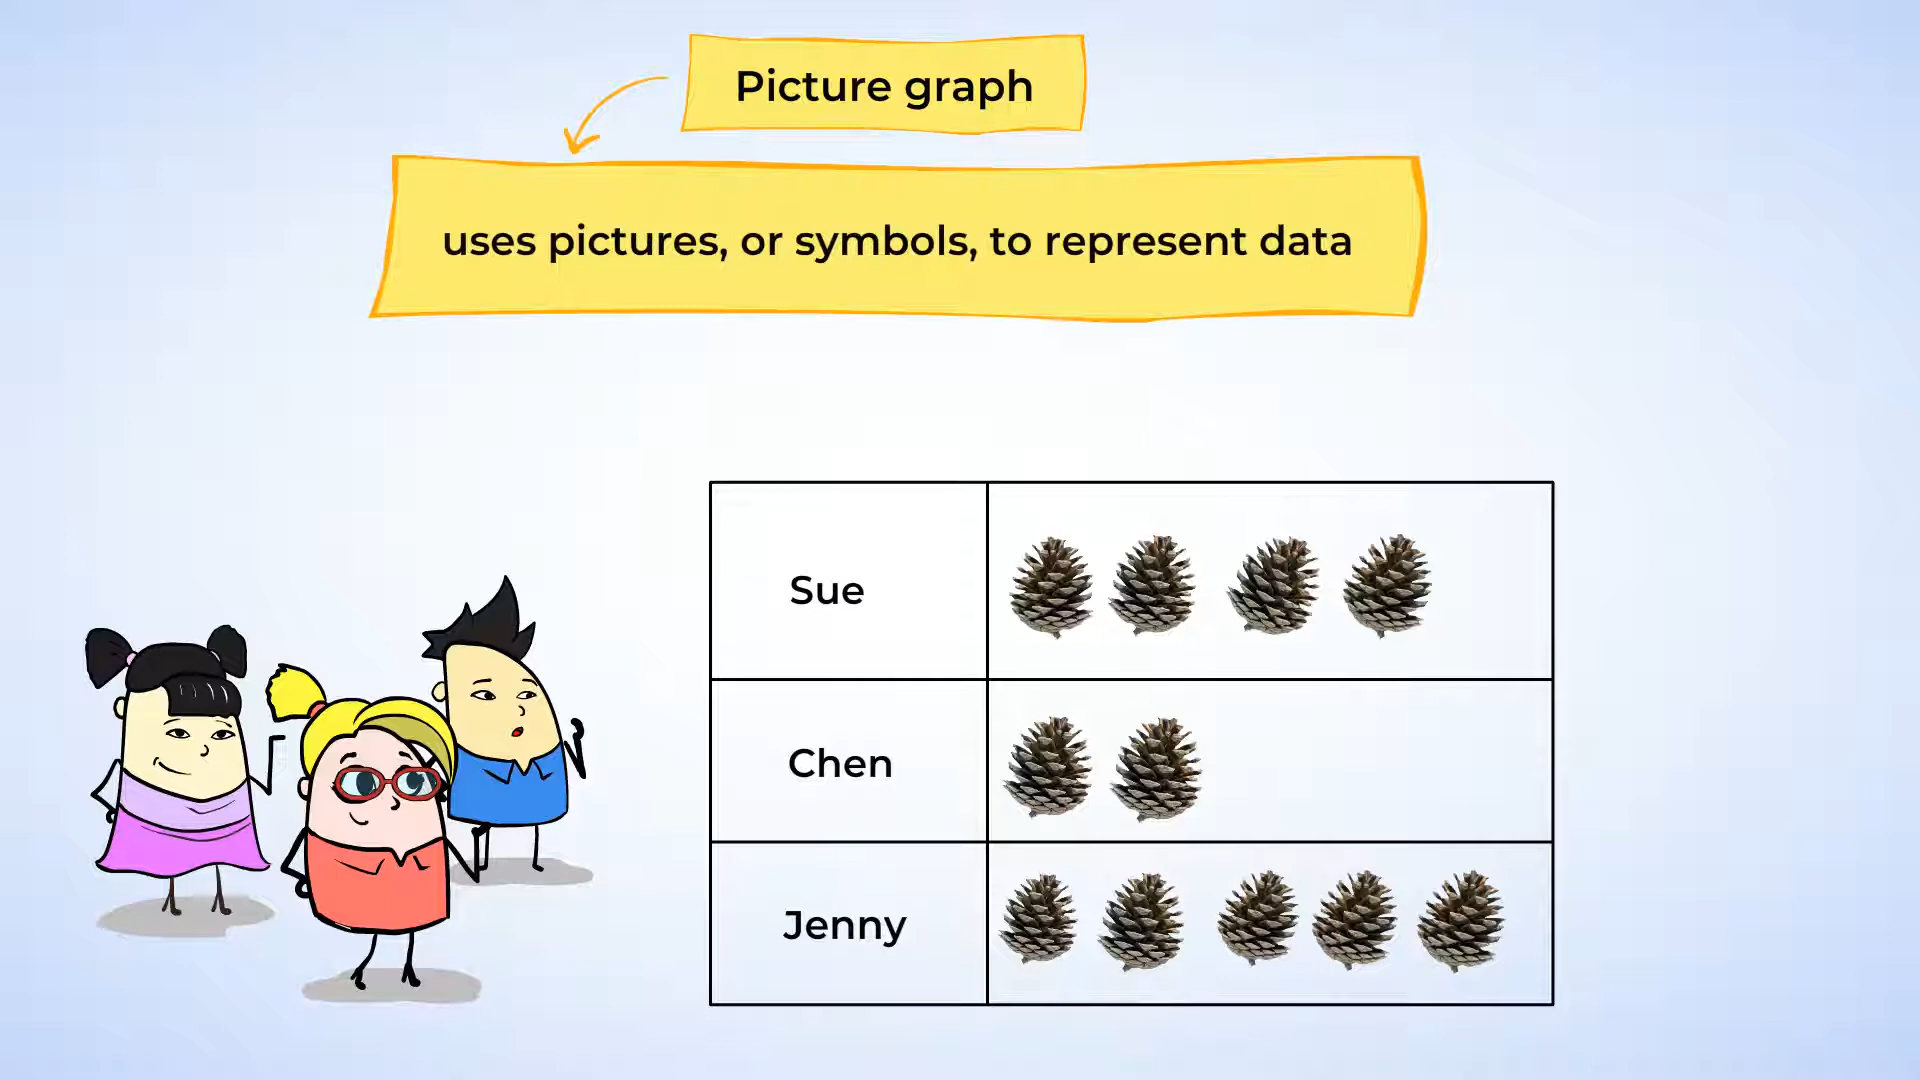 Picture graph
uses pictures, or symbols, to represent data
Sue
Chen
Jenny